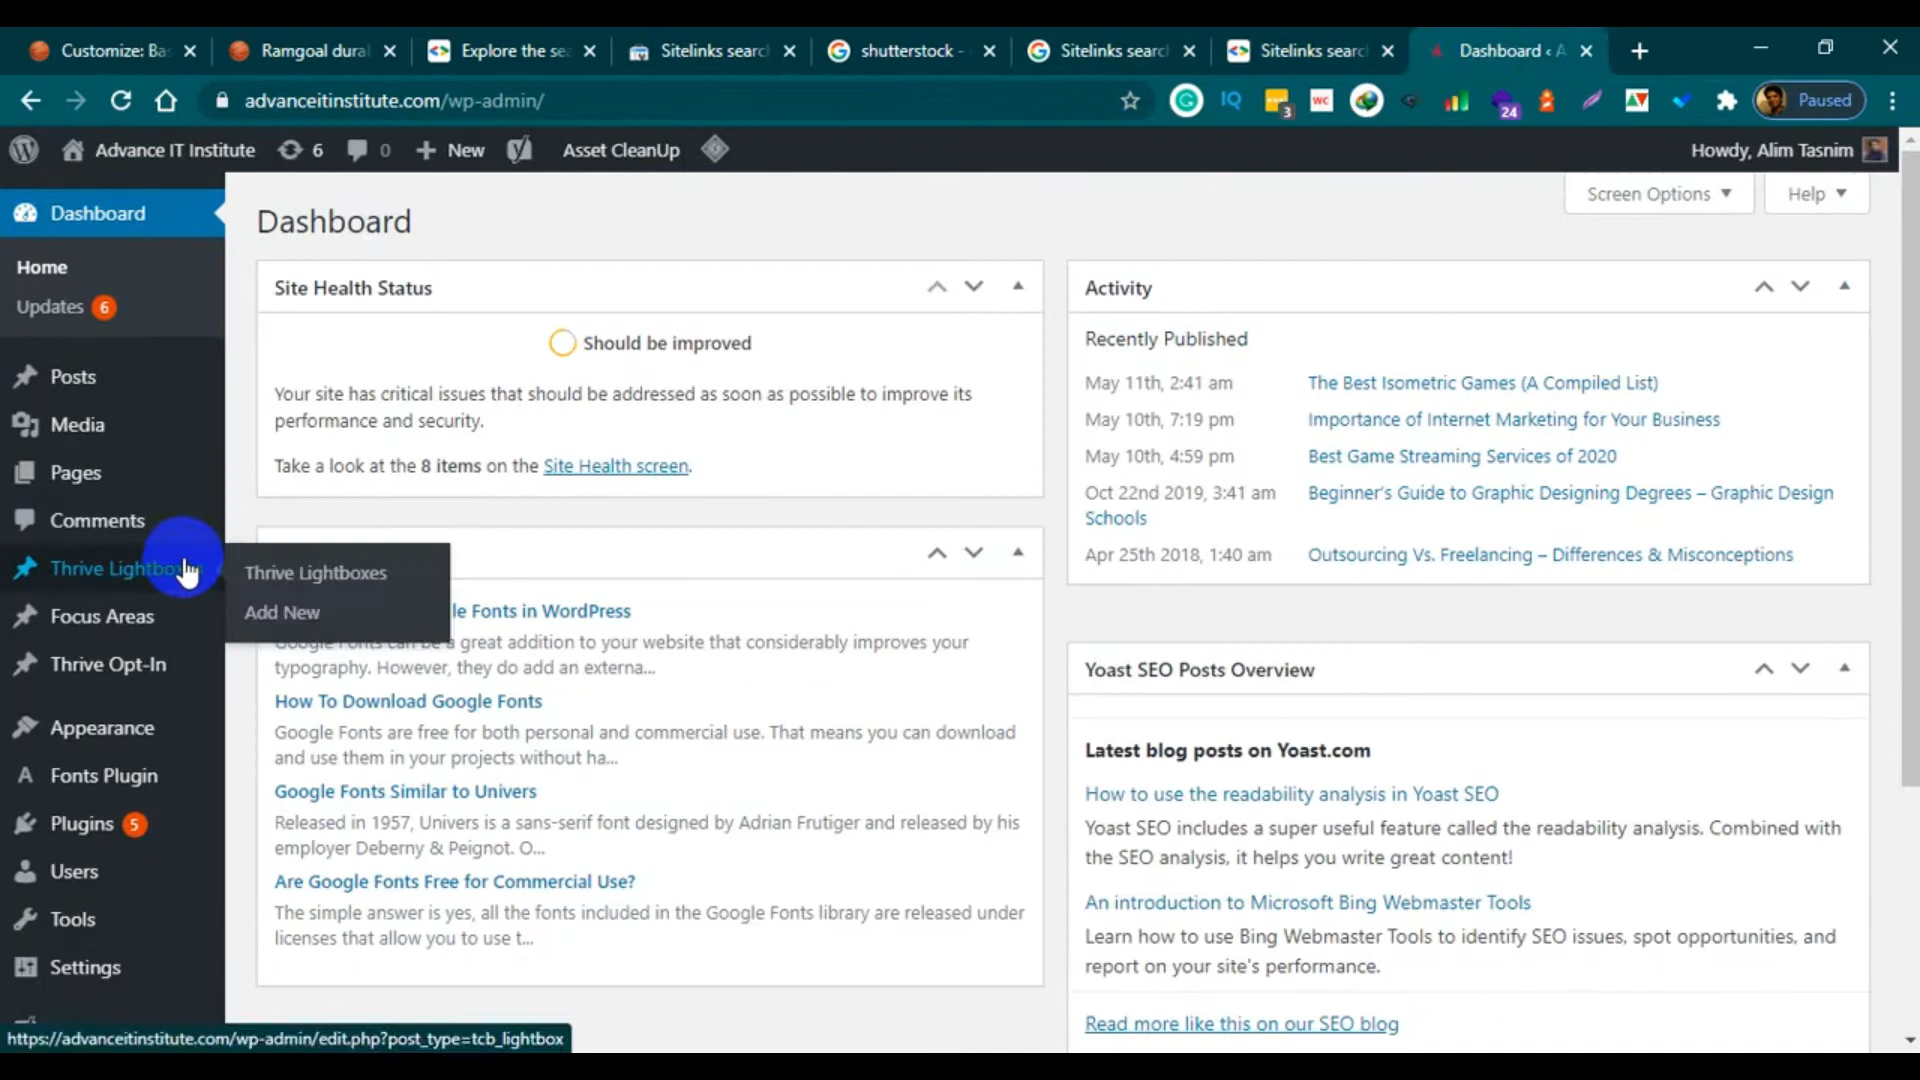 Customize: Ba
Ramgoal dural
Explore the se
Sitelinks searc
shutterstock -
Sitelinks searc
Sitelinks searc
Dashboard ‹ A
advanceitinstitute.com/wp-admin/
IQ
3
WC
24
Paused
Advance IT Institute
6
0
New
Asset CleanUp
Howdy, Alim Tasnim
Dashboard
Home
Updates 6
Posts
Media
Pages
Comments
Thrive Lightboxes
Focus Areas
Thrive Opt-In
Appearance
Fonts Plugin
Plugins 5
Users
Tools
Settings
Thrive Lightboxes
Add New
Screen Options
Help
Dashboard
Site Health Status
Should be improved
Your site has critical issues that should be addressed as soon as possible to improve its
performance and security.
Take a look at the 8 items on the Site Health screen.
le Fonts in WordPress
Google Fonts can be a great addition to your website that considerably improves your
typography. However, they do add an externa...
How To Download Google Fonts
Google Fonts are free for both personal and commercial use. That means you can download
and use them in your projects without ha...
Google Fonts Similar to Univers
Released in 1957, Univers is a sans-serif font designed by Adrian Frutiger and released by his
employer Deberny & Peignot. O...
Are Google Fonts Free for Commercial Use?
The simple answer is yes, all the fonts included in the Google Fonts library are released under
licenses that allow you to use t...
Activity
Recently Published
May 11th, 2:41 am The Best Isometric Games (A Compiled List)
May 10th, 7:19 pm Importance of Internet Marketing for Your Business
May 10th, 4:59 pm Best Game Streaming Services of 2020
Oct 22nd 2019, 3:41 am Beginner's Guide to Graphic Designing Degrees – Graphic Design
Schools
Apr 25th 2018, 1:40 am Outsourcing Vs. Freelancing – Differences & Misconceptions
Yoast SEO Posts Overview
Latest blog posts on Yoast.com
How to use the readability analysis in Yoast SEO
Yoast SEO includes a super useful feature called the readability analysis. Combined with
the SEO analysis, it helps you write great content!
An introduction to Microsoft Bing Webmaster Tools
Learn how to use Bing Webmaster Tools to identify SEO issues, spot opportunities, and
report on your site's performance.
Read more like this on our SEO blog
https://advanceitinstitute.com/wp-admin/edit.php?post_type=tcb_lightbox